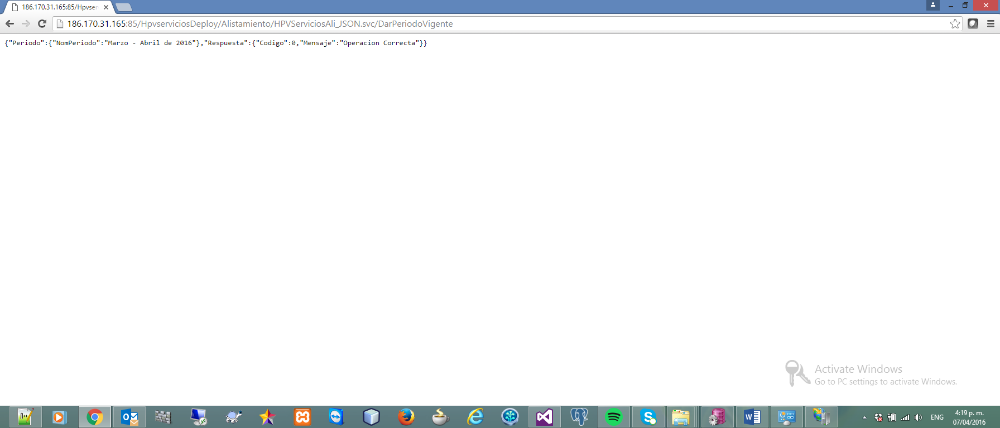 186.170.31.165:85/Hpvser
186.170.31.165:85/HpvserviciosDeploy/Alistamiento/HPVServiciosAli_JSON.svc/DarPeriodoVigente
{"Periodo":{"NomPeriodo":"Marzo - Abril de 2016"},"Respuesta":{"Codigo":0,"Mensaje":"Operacion Correcta"}}
Activate Windows
Go to PC settings to activate Windows.
ENG
4:19 p. m.
07/04/2016